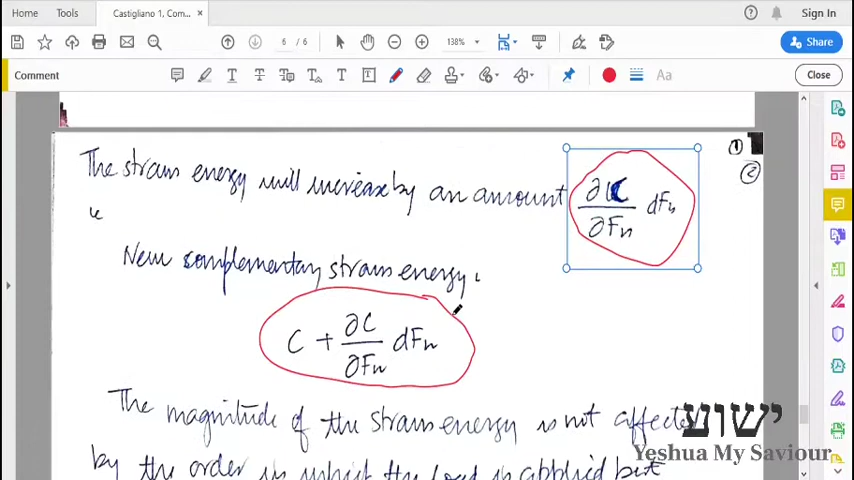 Home Tools Castigliano 1, Com... × Sign In
6 / 6 138% Share
Comment Close
①
The strain energy will increase by an amount ∂C/∂Fn dFn
②
New complementary strain energy
C + ∂C/∂Fn dFn
The magnitude of the strain energy is not affected
by the order in which the load is applied but
ישוע
Yeshua My Saviour